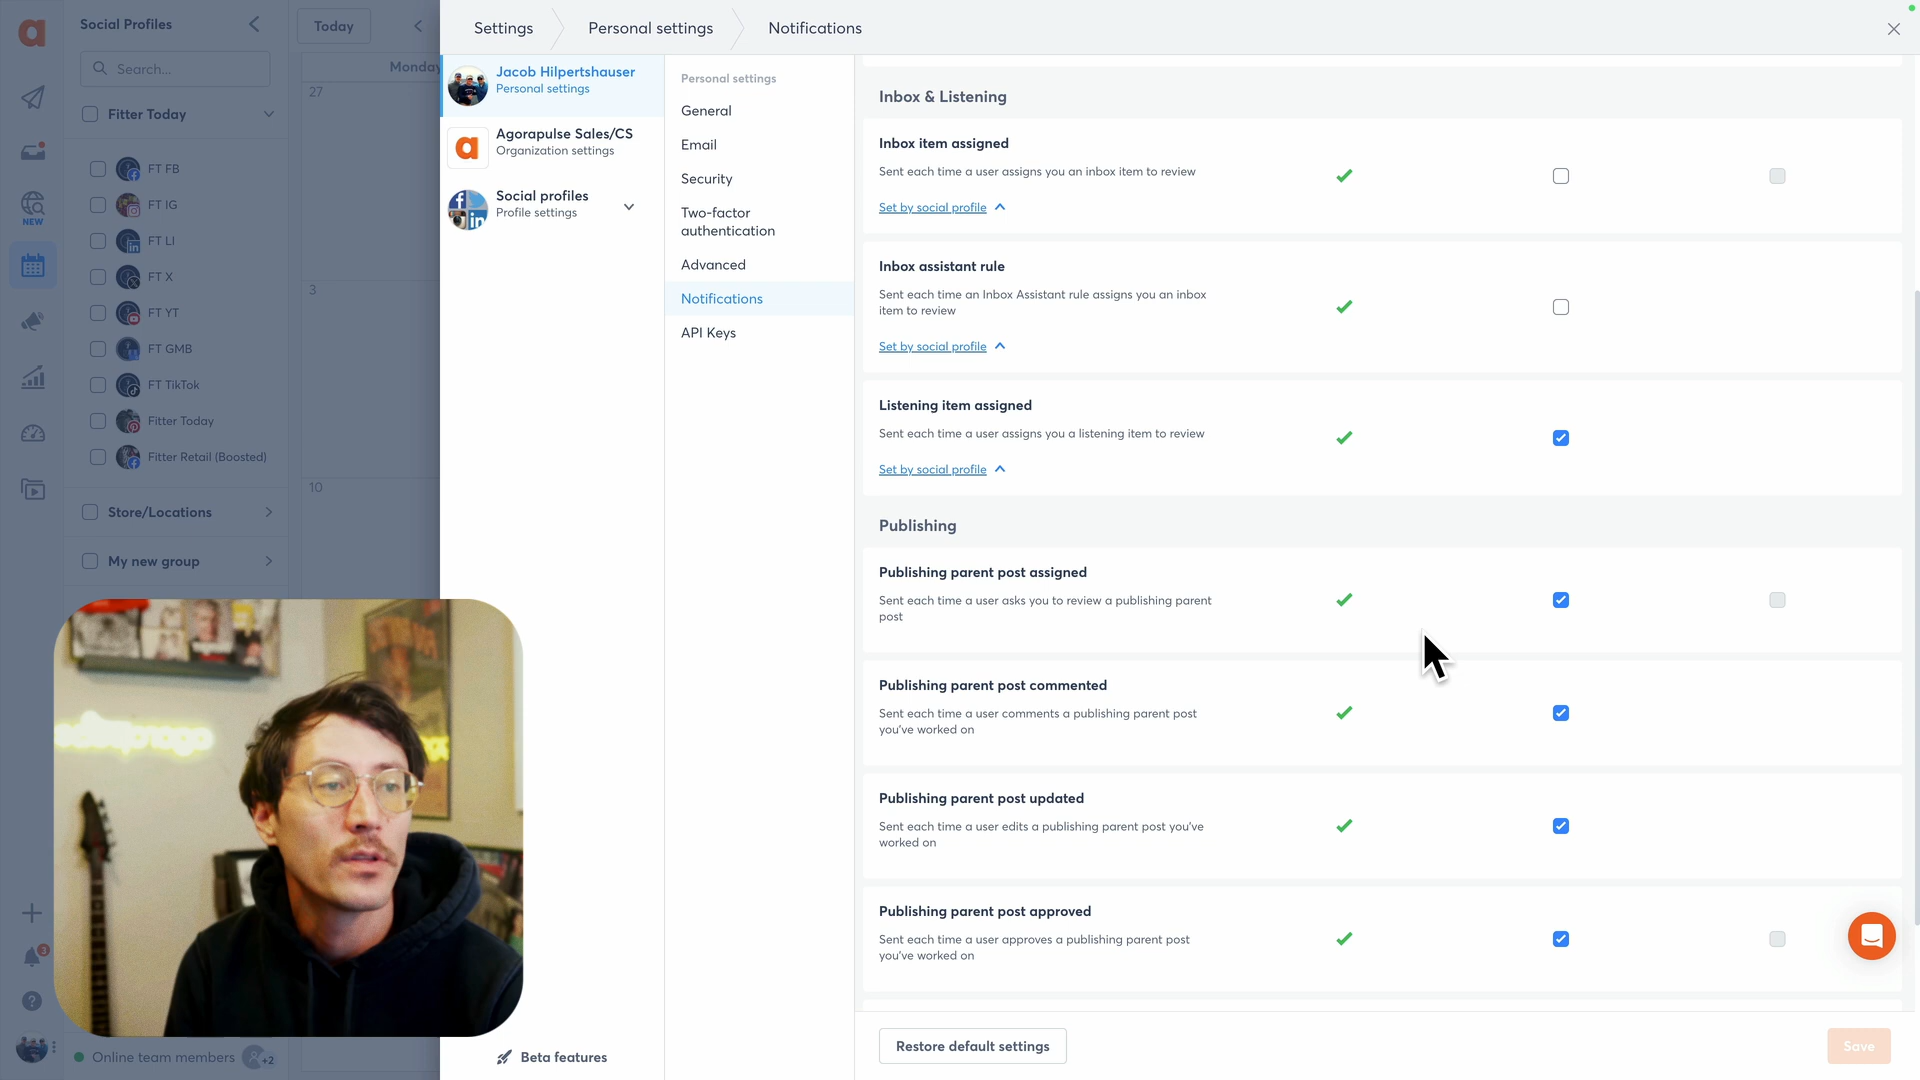 Social Profiles
Today
Search...
Monday
Fitter Today
27
FT FB
FT IG
FT LI
FT X
FT YT
FT GMB
FT TikTok
Fitter Today
Fitter Retail (Boosted)
3
10
NEW
Store/Locations
My new group
3
Online team members
+2
Settings
Personal settings
Notifications
Jacob Hilpertshauser
Personal settings
Agorapulse Sales/CS
Organization settings
Social profiles
Profile settings
Beta features
Personal settings
General
Email
Security
Two-factor
authentication
Advanced
Notifications
API Keys
Inbox & Listening
Inbox item assigned
Sent each time a user assigns you an inbox item to review
Set by social profile
Inbox assistant rule
Sent each time an Inbox Assistant rule assigns you an inbox
item to review
Set by social profile
Listening item assigned
Sent each time a user assigns you a listening item to review
Set by social profile
Publishing
Publishing parent post assigned
Sent each time a user asks you to review a publishing parent
post
Publishing parent post commented
Sent each time a user comments a publishing parent post
you've worked on
Publishing parent post updated
Sent each time a user edits a publishing parent post you've
worked on
Publishing parent post approved
Sent each time a user approves a publishing parent post
you've worked on
Restore default settings
Save